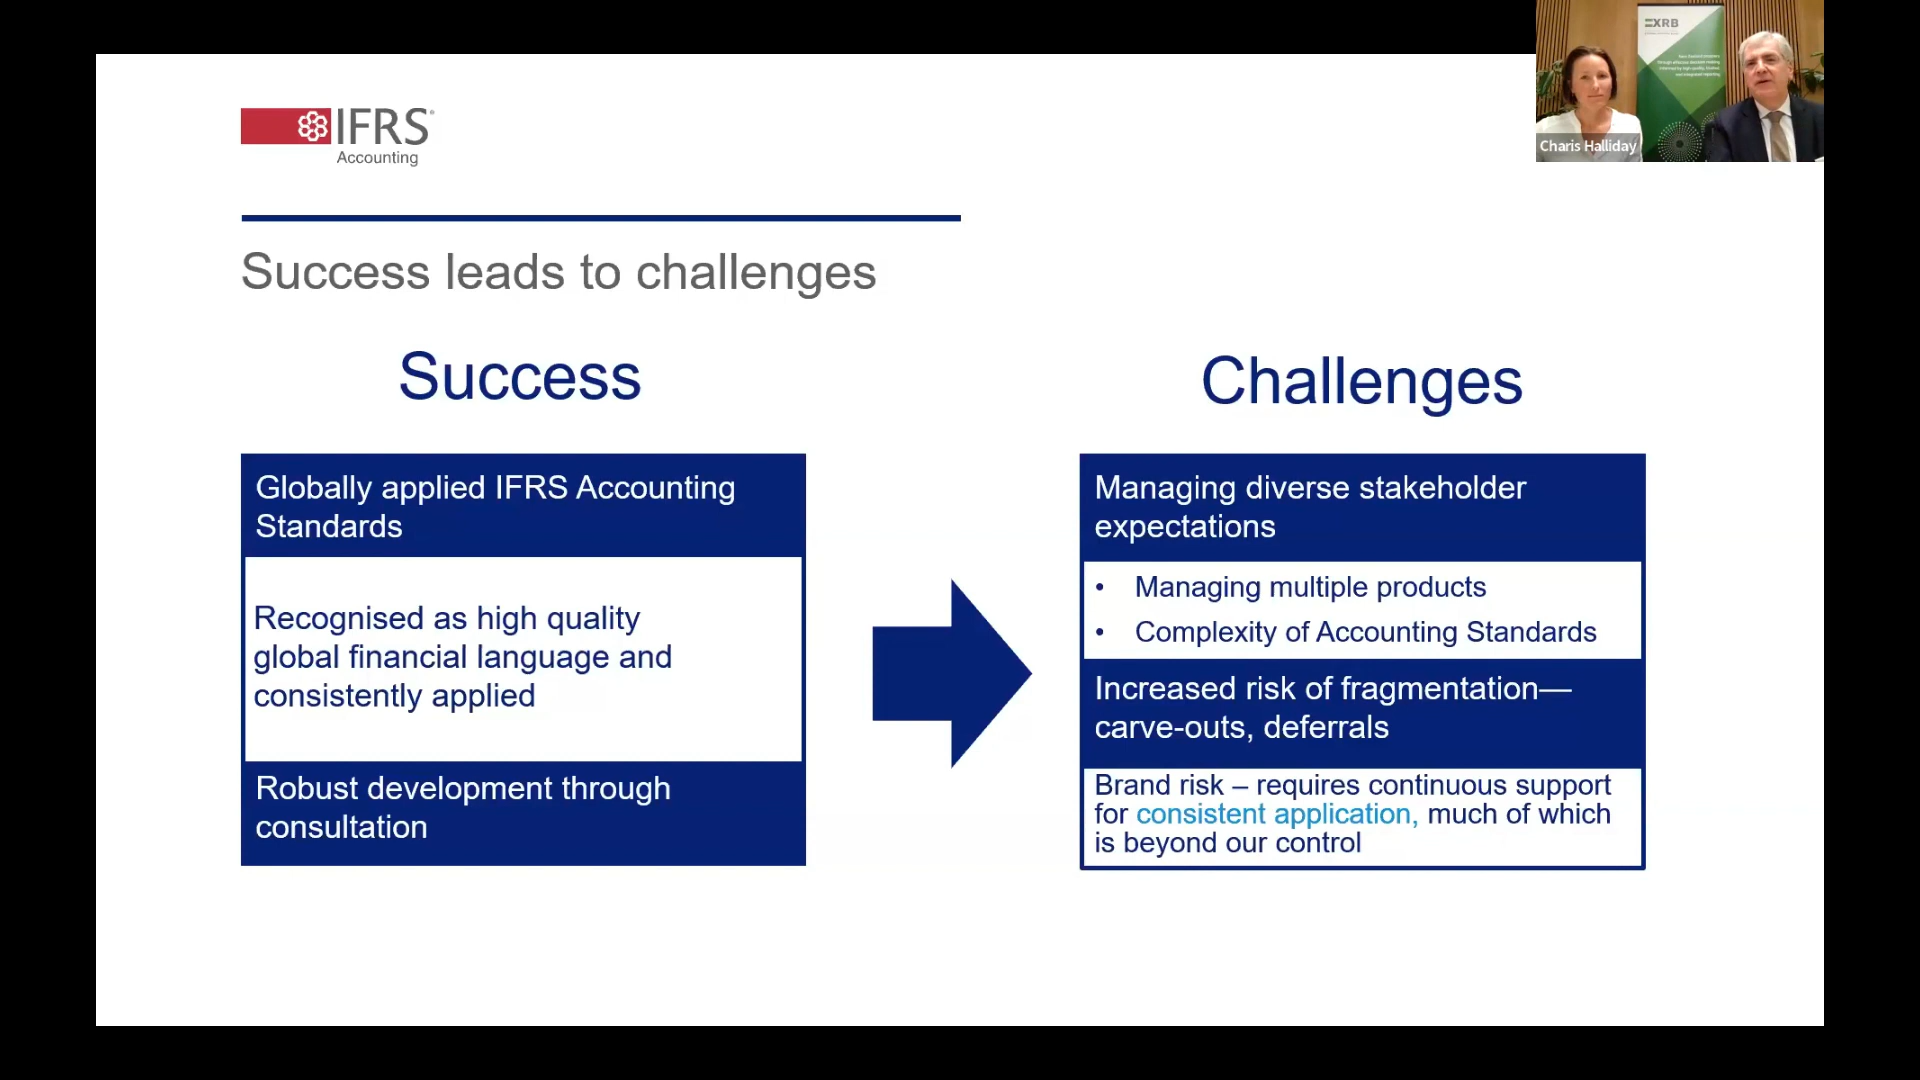 IFRS®
Accounting
XRB
Charis Halliday
Success leads to challenges
Success
Globally applied IFRS Accounting
Standards
Recognised as high quality
global financial language and
consistently applied
Robust development through
consultation
Challenges
Managing diverse stakeholder
expectations
• Managing multiple products
• Complexity of Accounting Standards
Increased risk of fragmentation—
carve-outs, deferrals
Brand risk – requires continuous support
for consistent application, much of which
is beyond our control